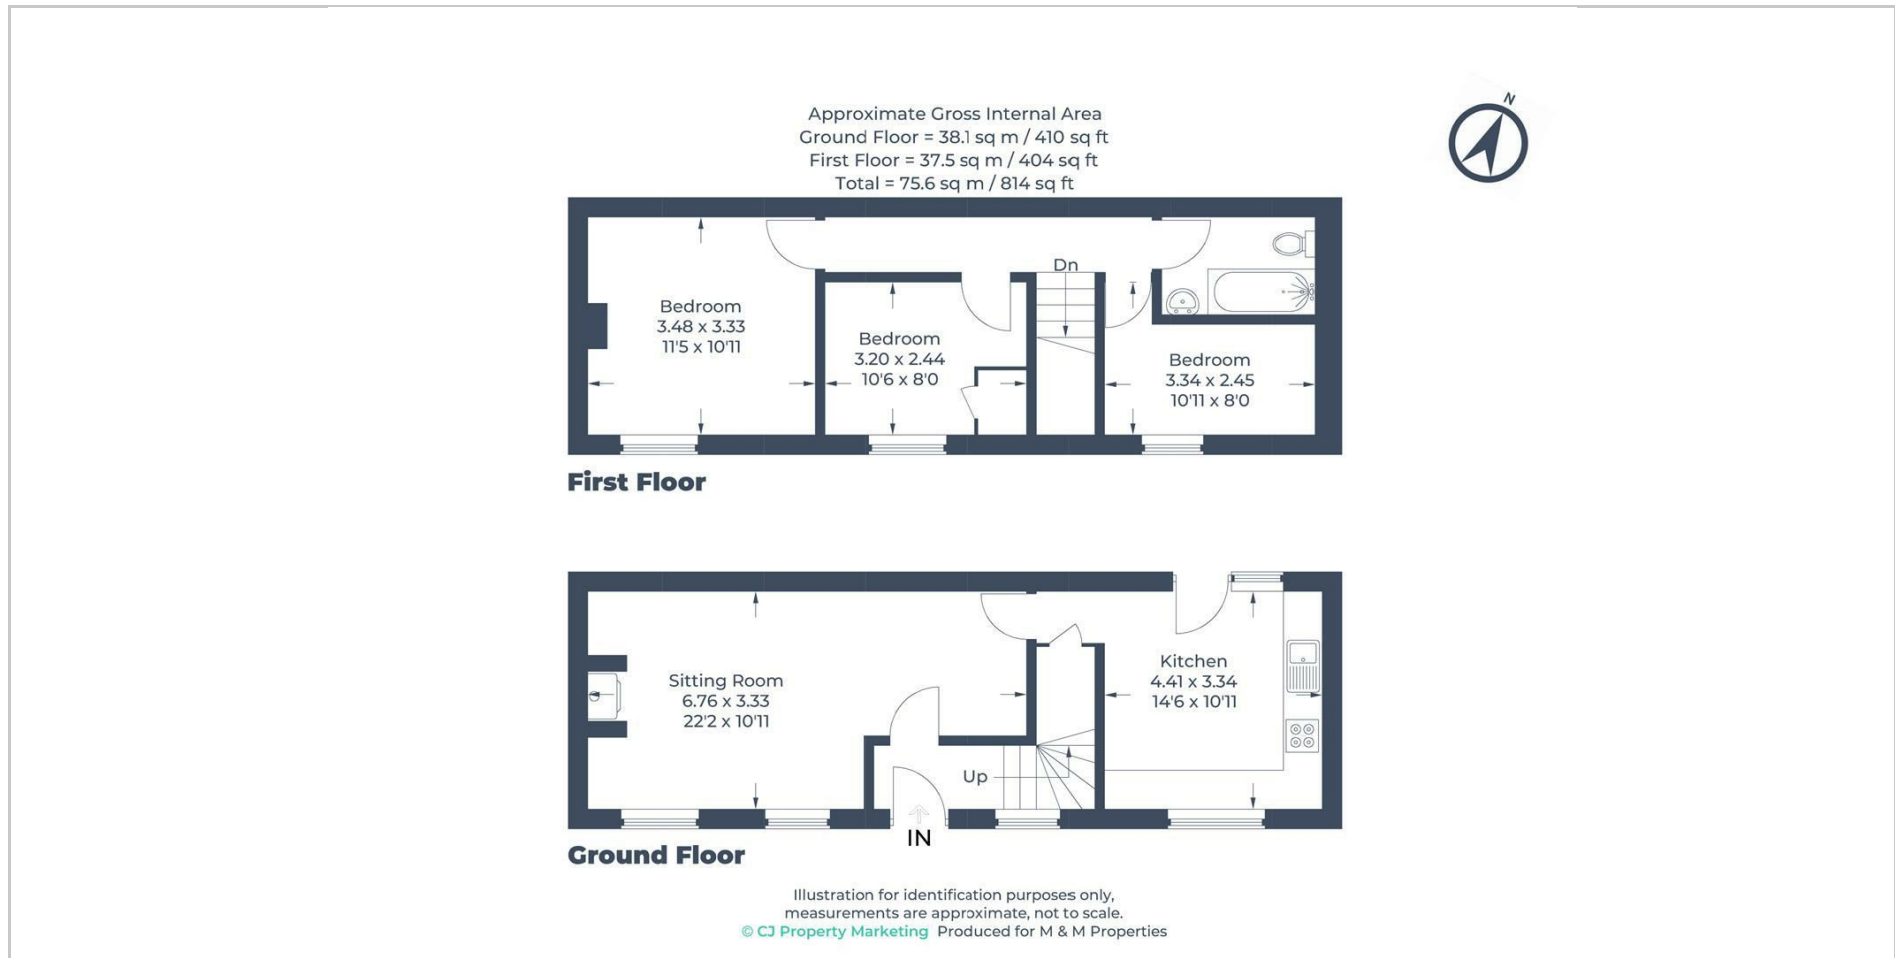 N
Approximate Gross Internal Area
Ground Floor = 38.1 sq m / 410 sq ft
First Floor = 37.5 sq m / 404 sq ft
Total = 75.6 sq m / 814 sq ft
Dn
Bedroom
3.48 x 3.33
11'5 x 10'11
Bedroom
3.20 x 2.44
10'6 x 8'0
Bedroom
3.34 x 2.45
10'11 x 8'0
First Floor
Sitting Room
6.76 x 3.33
22'2 x 10'11
Kitchen
4.41 x 3.34
14'6 x 10'11
Up
IN
Ground Floor
Illustration for identification purposes only,
measurements are approximate, not to scale.
© CJ Property Marketing Produced for M & M Properties